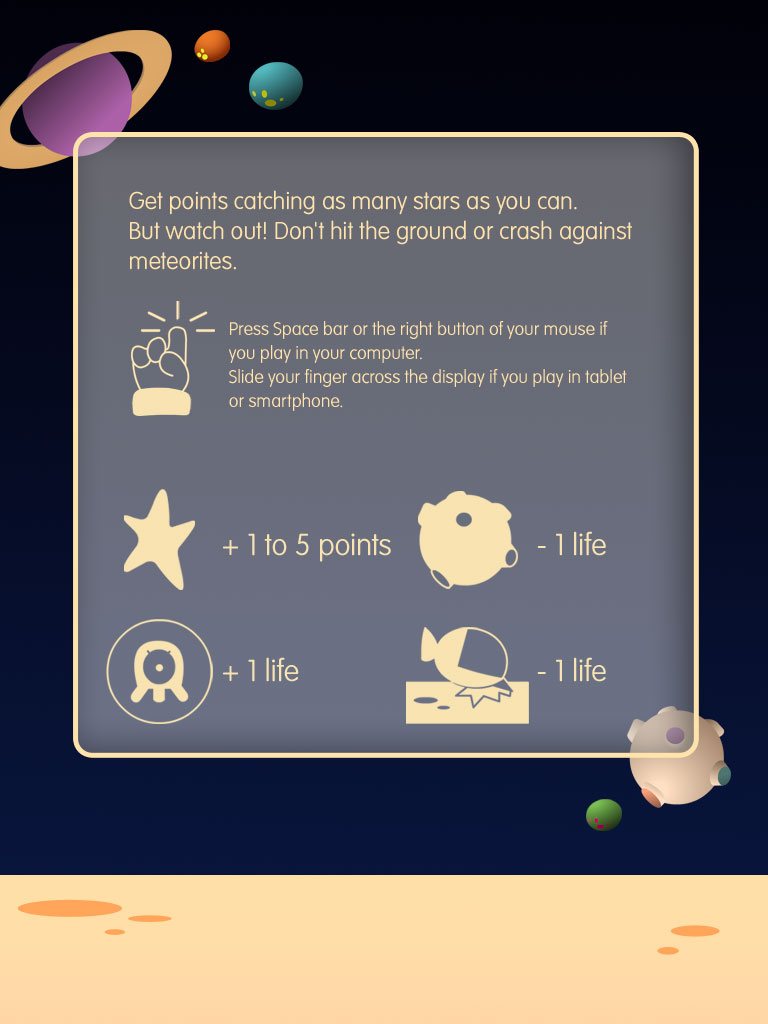 Get points catching as many stars as you can.
But watch out! Don't hit the ground or crash against
meteorites.
Press Space bar or the right button of your mouse if
you play in your computer.
Slide your finger across the display if you play in tablet
or smartphone.
+ 1 to 5 points
- 1 life
+ 1 life
- 1 life